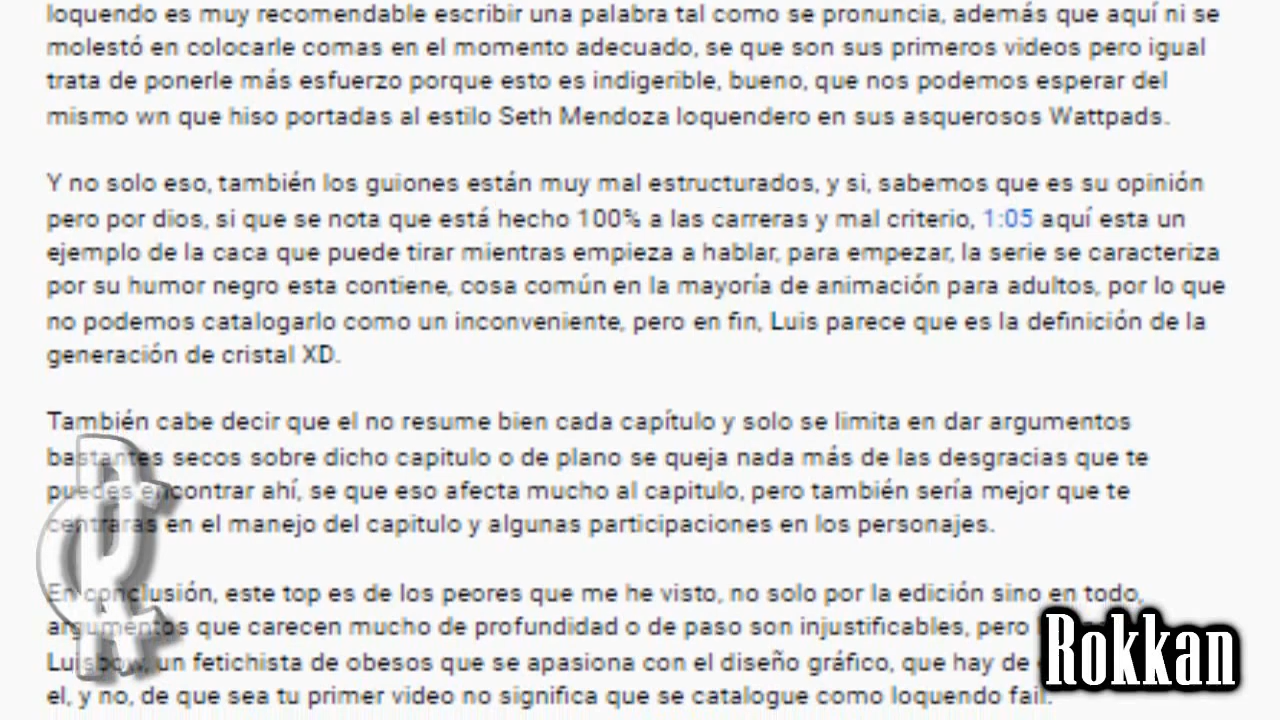 loquendo es muy recomendable escribir una palabra tal como se pronuncia, además que aquí ni se
molestó en colocarle comas en el momento adecuado, se que son sus primeros videos pero igual
trata de ponerle más esfuerzo porque esto es indigerible, bueno, que nos podemos esperar del
mismo wn que hiso portadas al estilo Seth Mendoza loquendero en sus asquerosos Wattpads.
Y no solo eso, también los guiones están muy mal estructurados, y si, sabemos que es su opinión
pero por dios, si que se nota que está hecho 100% a las carreras y mal criterio, 1:05 aquí esta un
ejemplo de la caca que puede tirar mientras empieza a hablar, para empezar, la serie se caracteriza
por su humor negro esta contiene, cosa común en la mayoría de animación para adultos, por lo que
no podemos catalogarlo como un inconveniente, pero en fin, Luis parece que es la definición de la
generación de cristal XD.
También cabe decir que el no resume bien cada capítulo y solo se limita en dar argumentos
bastantes secos sobre dicho capitulo o de plano se queja nada más de las desgracias que te
puedes encontrar ahí, se que eso afecta mucho al capitulo, pero también sería mejor que te
centraras en el manejo del capitulo y algunas participaciones en los personajes.
En conclusión, este top es de los peores que me he visto, no solo por la edición sino en todo,
argumentos que carecen mucho de profundidad o de paso son injustificables, pero
Luisbow, un fetichista de obesos que se apasiona con el diseño gráfico, que hay de
el, y no, de que sea tu primer video no significa que se catalogue como loquendo fail.
Rokkan